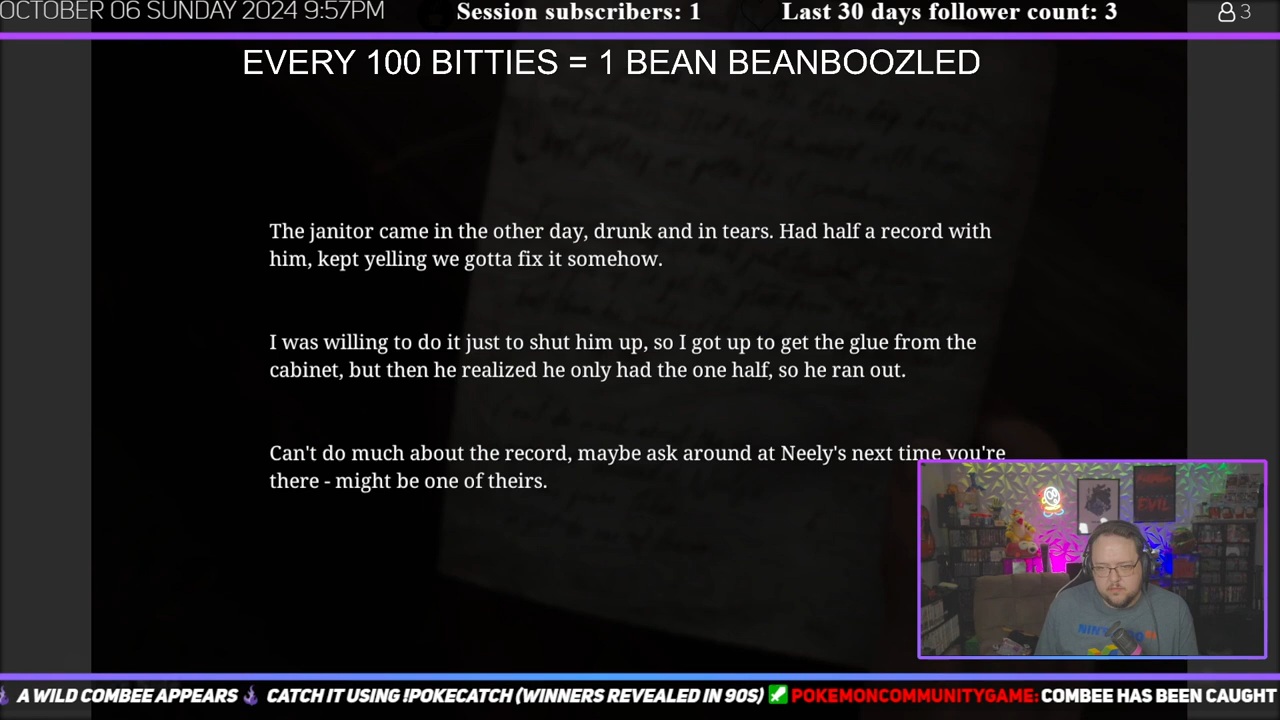 OCTOBER 06 SUNDAY 2024 9:57PM
Session subscribers: 1
Last 30 days follower count: 3
3
EVERY 100 BITTIES = 1 BEAN BEANBOOZLED
The janitor came in the other day, drunk and in tears. Had half a record with
him, kept yelling we gotta fix it somehow.
I was willing to do it just to shut him up, so I got up to get the glue from the
cabinet, but then he realized he only had the one half, so he ran out.
Can't do much about the record, maybe ask around at Neely's next time you're
there - might be one of theirs.
A WILD COMBEE APPEARS CATCH IT USING !POKECATCH (WINNERS REVEALED IN 90S) POKEMONCOMMUNITYGAME: COMBEE HAS BEEN CAUGHT